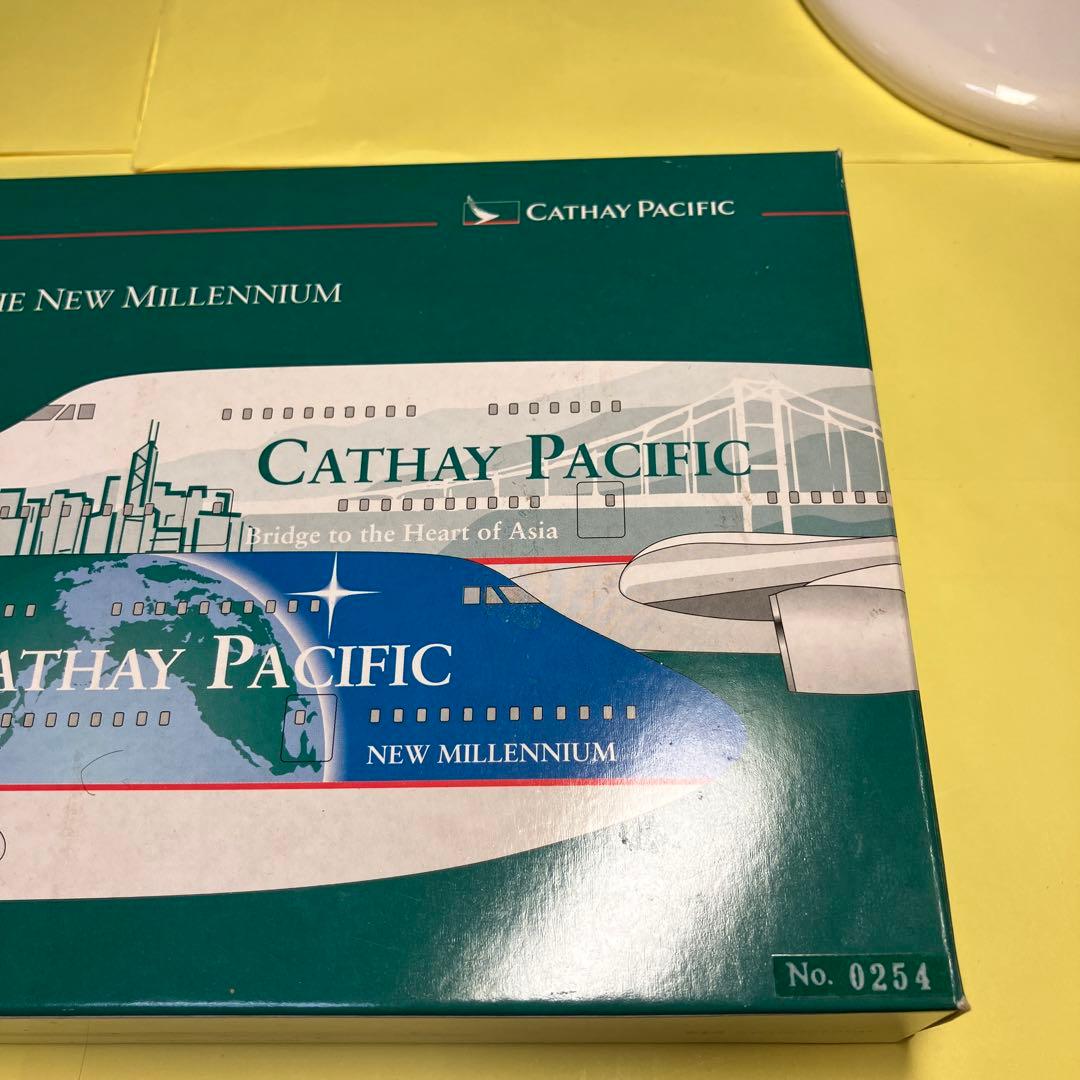 CATHAY PACIFIC
NEW MILLENNIUM
CATHAY PACIFIC
Bridge to the Heart of Asia
ATHAY PACIFIC
NEW MILLENNIUM
No. 0254